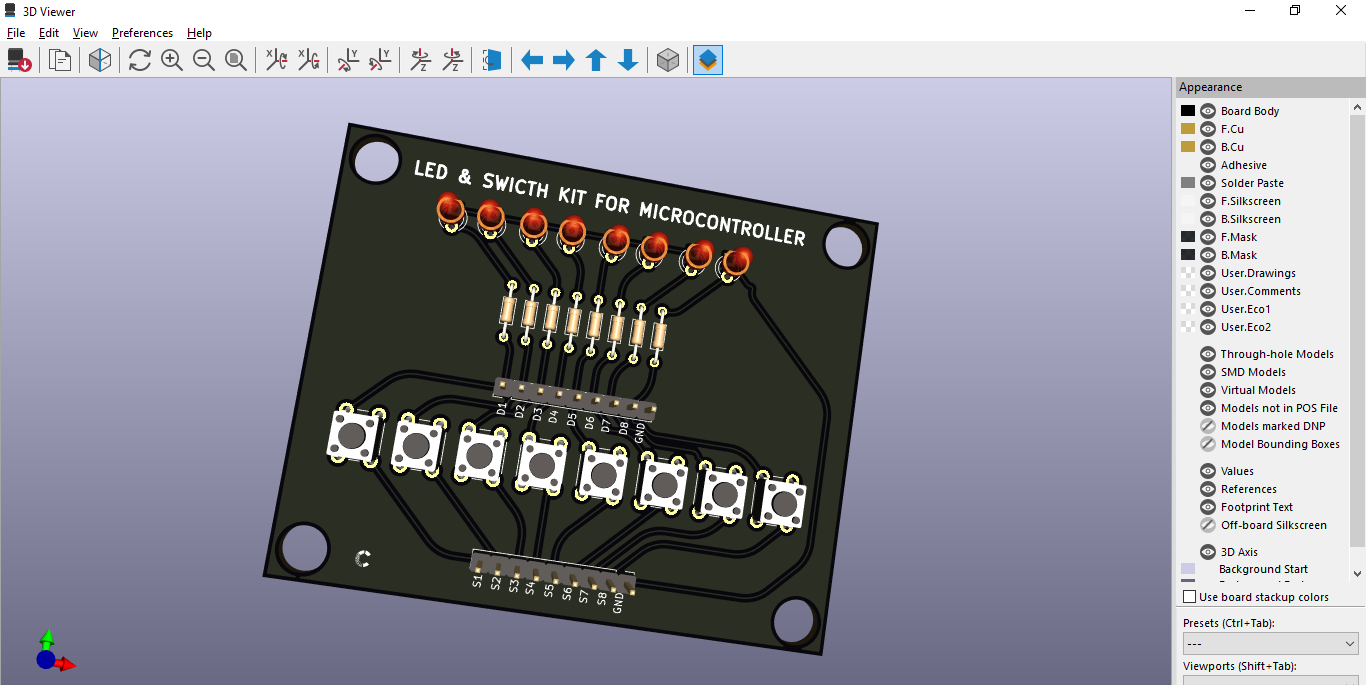 3D Viewer
File Edit View Preferences Help
Appearance
Board Body
F.Cu
B.Cu
Adhesive
Solder Paste
F.Silkscreen
B.Silkscreen
F.Mask
B.Mask
User.Drawings
User.Comments
User.Eco1
User.Eco2
Through-hole Models
SMD Models
Virtual Models
Models not in POS File
Models marked DNP
Model Bounding Boxes
Values
References
Footprint Text
Off-board Silkscreen
3D Axis
Background Start
Use board stackup colors
Presets (Ctrl+Tab):
---
Viewports (Shift+Tab):
LED & SWICTH KIT FOR MICROCONTROLLER
D1 D2 D3 D4 D5 D6 D7 D8 GND
S1 S2 S3 S4 S5 S6 S7 S8 GND
X X Y Y Z Z